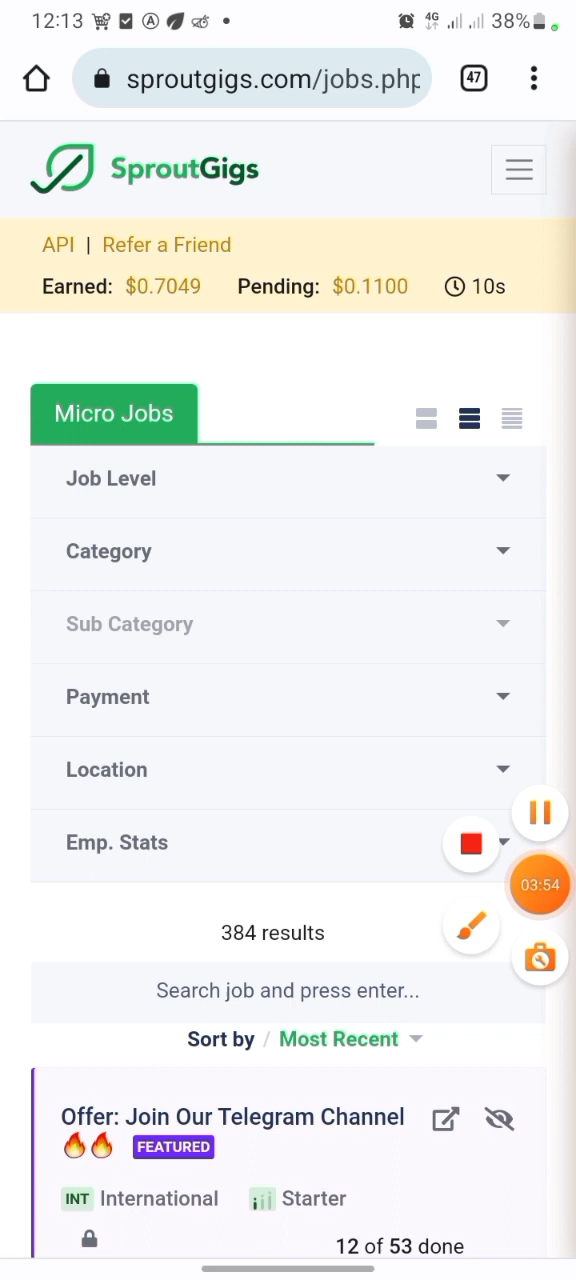 12:13 4G 38%
sproutgigs.com/jobs.php 47
SproutGigs
API | Refer a Friend
Earned: $0.7049 Pending: $0.1100 10s
Micro Jobs
Job Level
Category
Sub Category
Payment
Location
Emp. Stats
03:54
384 results
Search job and press enter...
Sort by / Most Recent
Offer: Join Our Telegram Channel
🔥🔥 FEATURED
INT International Starter
12 of 53 done